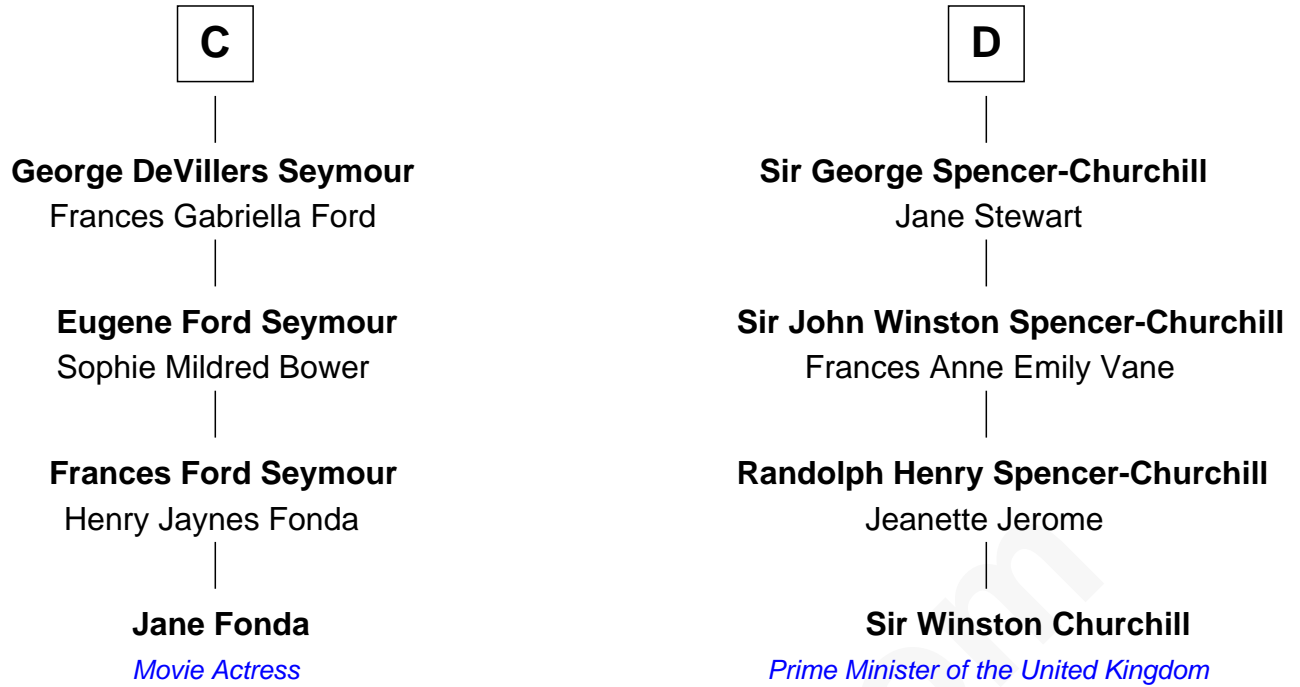 C
George DeVillers Seymour
Frances Gabriella Ford
Eugene Ford Seymour
Sophie Mildred Bower
Frances Ford Seymour
Henry Jaynes Fonda
Jane Fonda
Movie Actress
D
Sir George Spencer-Churchill
Jane Stewart
Sir John Winston Spencer-Churchill
Frances Anne Emily Vane
Randolph Henry Spencer-Churchill
Jeanette Jerome
Sir Winston Churchill
Prime Minister of the United Kingdom